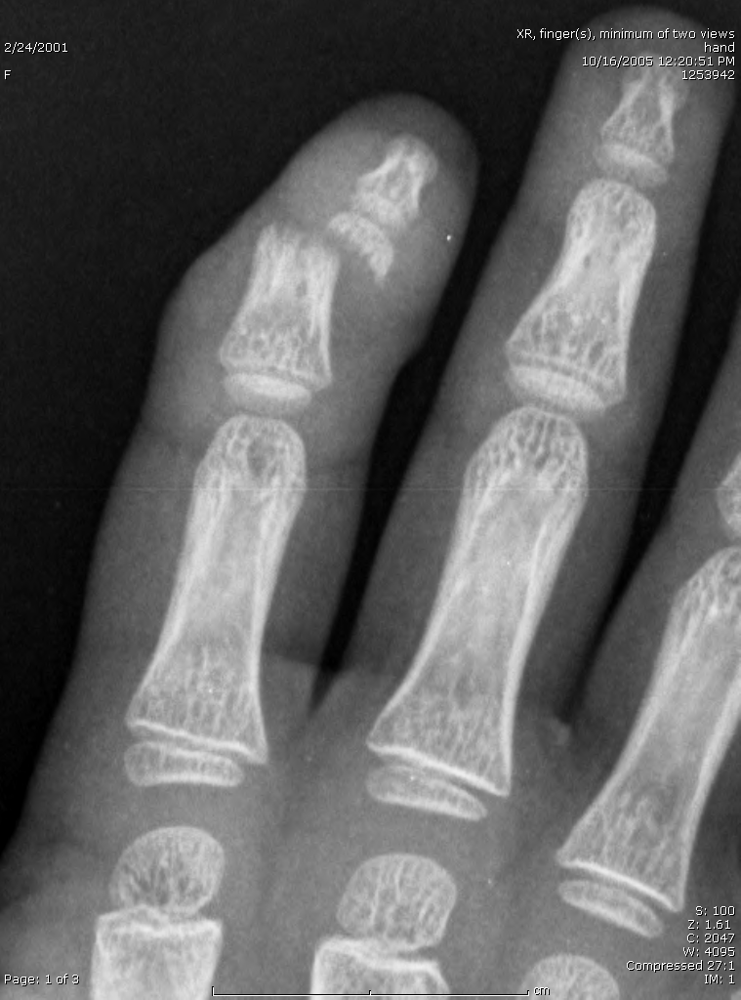 2/24/2001
F
XR, finger(s), minimum of two views
hand
10/16/2005 12:20:51 PM
1253942
S: 100
Z: 1.61
C: 2047
W: 4095
Compressed 27:1
IM: 1
Page: 1 of 3
cm